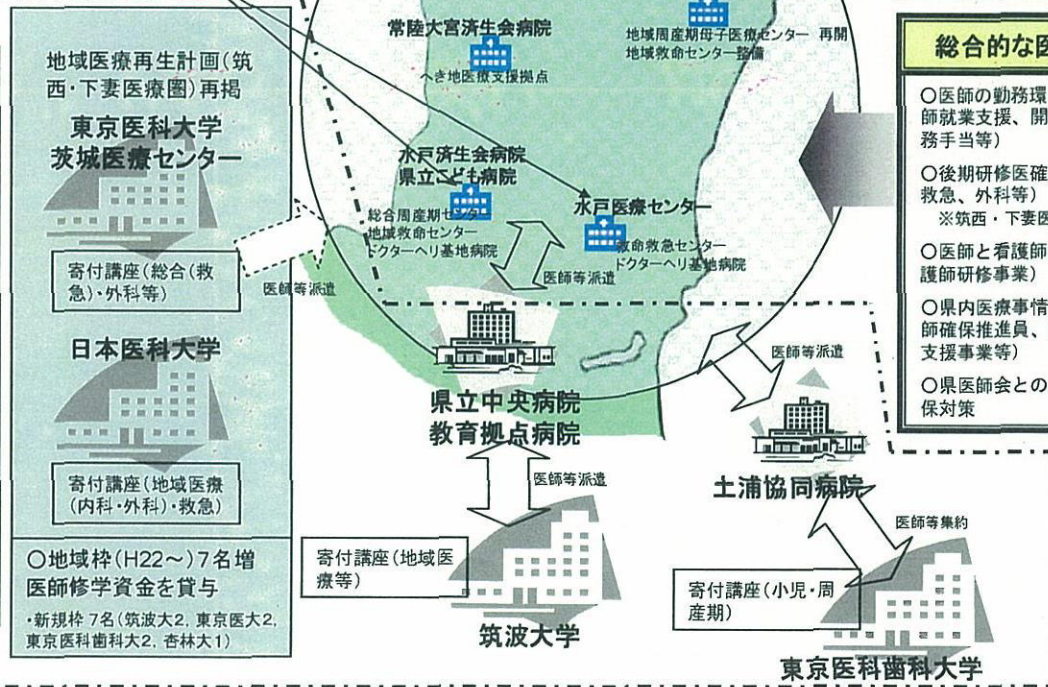 地域医療再生計画(筑
西・下妻医療圏)再掲
東京医科大学
茨城医療センター
寄付講座(総合(救
急)・外科等)
日本医科大学
寄付講座(地域医療
(内科・外科)・救急)
〇地域枠(H22～)7名増
医師修学資金を貸与
・新規枠 7名(筑波大2, 東京医大2,
東京医科歯科大2, 杏林大1)
医師等派遣
常陸大宮済生会病院
へき地医療支援拠点
地域周産期母子医療センター 再開
地域救命センター整備
水戸済生会病院
県立こども病院
総合周産期センター
地域救命センター
ドクターヘリ基地病院
水戸医療センター
救命救急センター
ドクターヘリ基地病院
医師等派遣
県立中央病院
教育拠点病院
医師等派遣
寄付講座(地域医
療等)
筑波大学
医師等派遣
土浦協同病院
医師等集約
寄付講座(小児・周
産期)
東京医科歯科大学
総合的な医
〇医師の勤務環
師就業支援、開
務手当等)
〇後期研修医確
救急、外科等)
※筑西・下妻医
〇医師と看護師
護師研修事業)
〇県内医療事情
師確保推進員、
支援事業等)
〇県医師会との
保対策